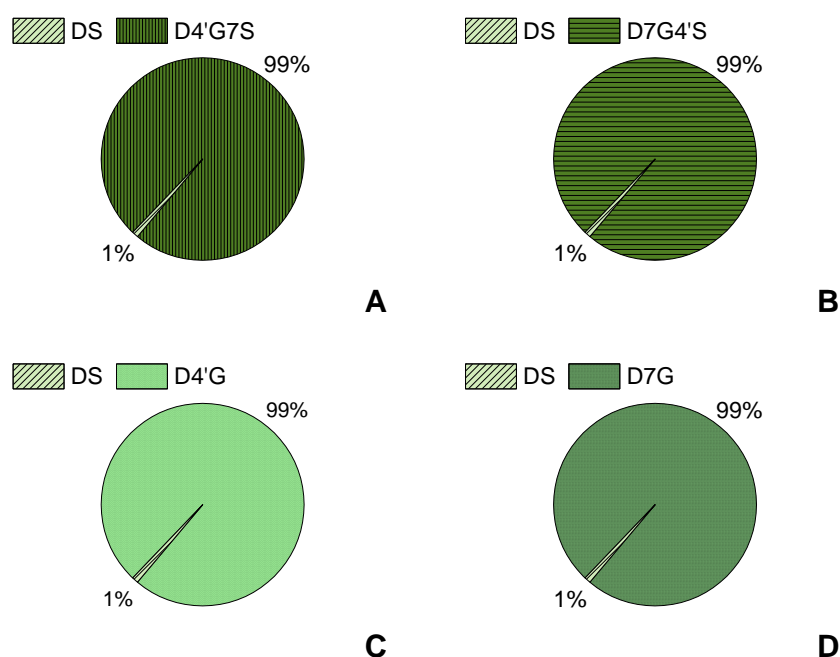 DS D4'G7S
99%
1%
A
DS D7G4'S
99%
1%
B
DS D4'G
99%
1%
C
DS D7G
99%
1%
D